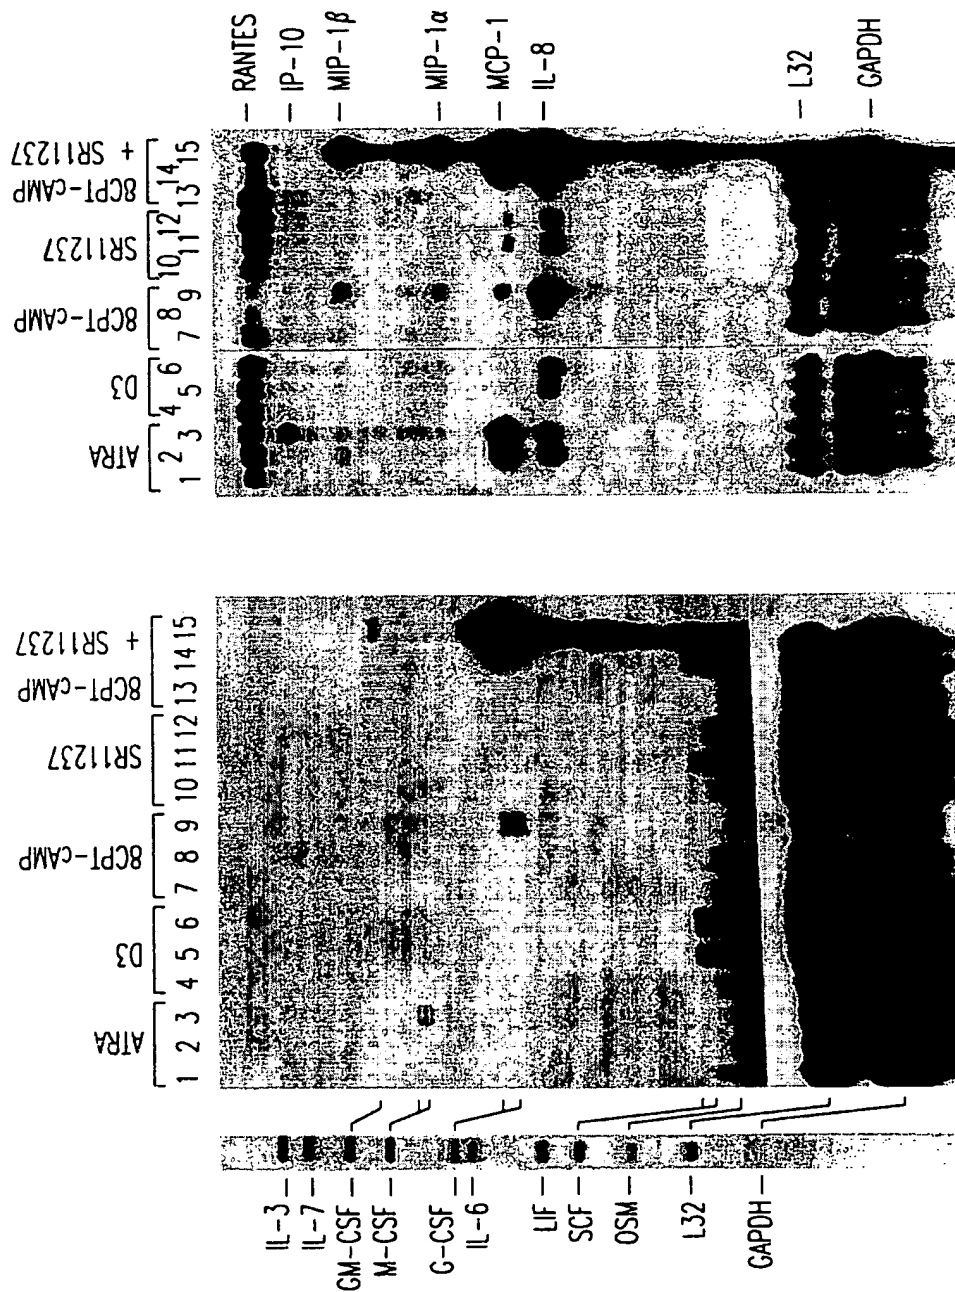 ATRA
D3
8CPT-cAMP
SR11237
8CPT-cAMP
+ SR11237
1 2 3 4 5 6 7 8 9 10 11 12 13 14 15
RANTES
IP-10
MIP-1β
MIP-1α
MCP-1
IL-8
L32
GAPDH
ATRA
D3
8CPT-cAMP
SR11237
8CPT-cAMP
+ SR11237
1 2 3 4 5 6 7 8 9 10 11 12 13 14 15
IL-3
IL-7
GM-CSF
M-CSF
G-CSF
IL-6
LIF
SCF
OSM
L32
GAPDH